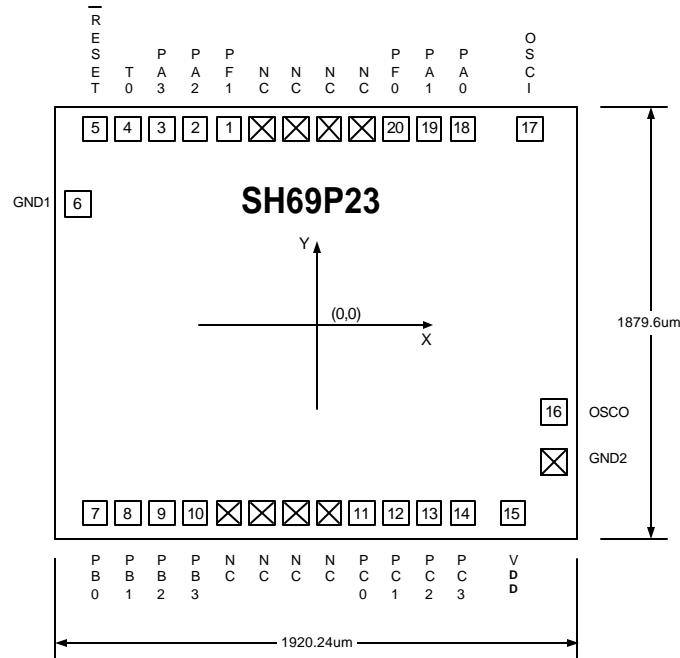 RESET T0 PA3 PA2 PF1 NC NC NC NC PF0 PA1 PA0 OSCI
5 4 3 2 1 20 19 18 17
GND1 6
SH69P23
Y
(0,0)
X
1879.6um
16 OSCO
GND2
7 8 9 10 11 12 13 14 15
PB0 PB1 PB2 PB3 NC NC NC NC PC0 PC1 PC2 PC3 VDD
1920.24um